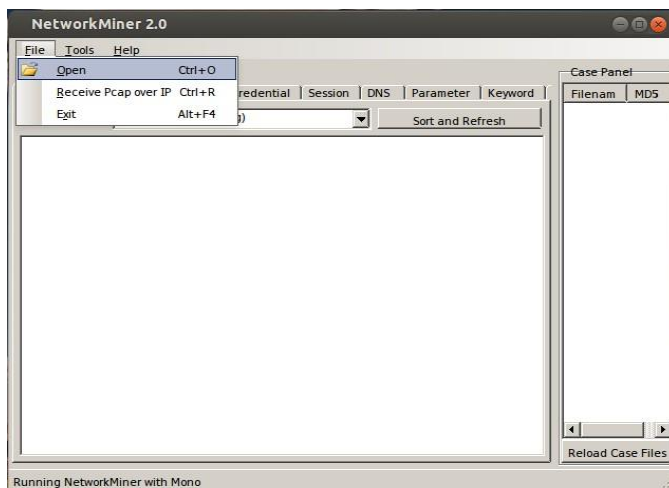 NetworkMiner 2.0
File Tools Help
Open Ctrl+O
Receive Pcap over IP Ctrl+R
Exit Alt+F4
redential Session DNS Parameter Keyword
Sort and Refresh
Case Panel
Filenam MD5
Reload Case Files
Running NetworkMiner with Mono